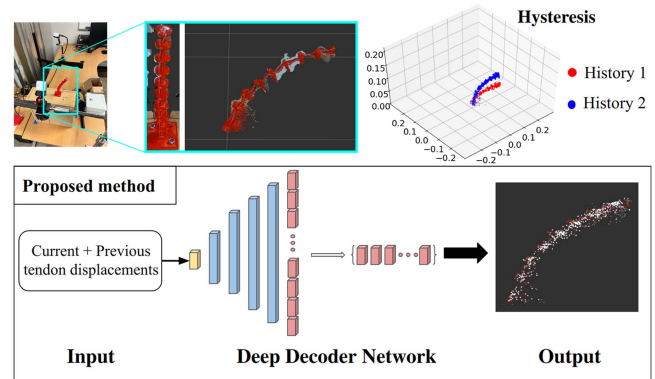 Hysteresis
0.20
0.15
0.10
0.05
0.00
0.2
0.1
0.0
−0.1
−0.2
−0.2
−0.1
0.0
0.1
0.2
History 1
History 2
Proposed method
Current + Previous
tendon displacements
Input
Deep Decoder Network
Output